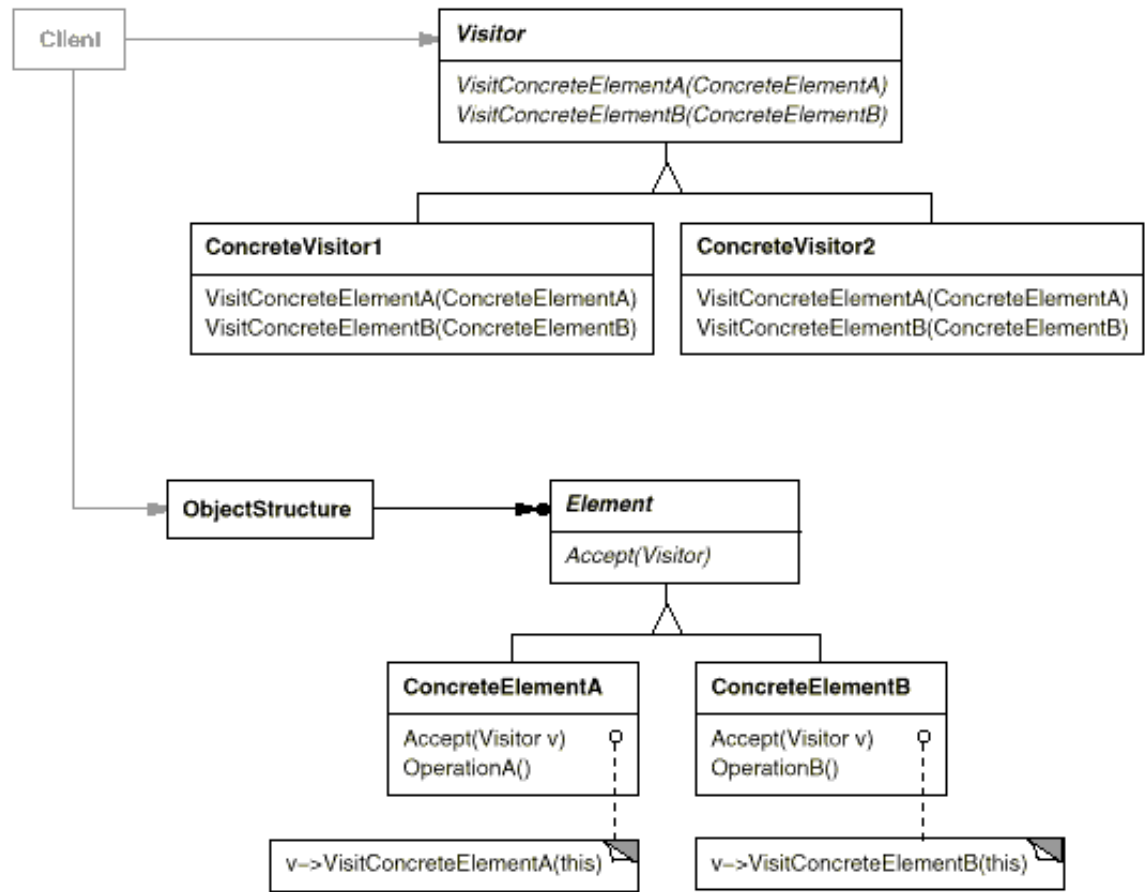 Client
Visitor
VisitConcreteElementA(ConcreteElementA)
VisitConcreteElementB(ConcreteElementB)
ConcreteVisitor1
VisitConcreteElementA(ConcreteElementA)
VisitConcreteElementB(ConcreteElementB)
ConcreteVisitor2
VisitConcreteElementA(ConcreteElementA)
VisitConcreteElementB(ConcreteElementB)
ObjectStructure
Element
Accept(Visitor)
ConcreteElementA
Accept(Visitor v)
OperationA()
ConcreteElementB
Accept(Visitor v)
OperationB()
v->VisitConcreteElementA(this)
v->VisitConcreteElementB(this)